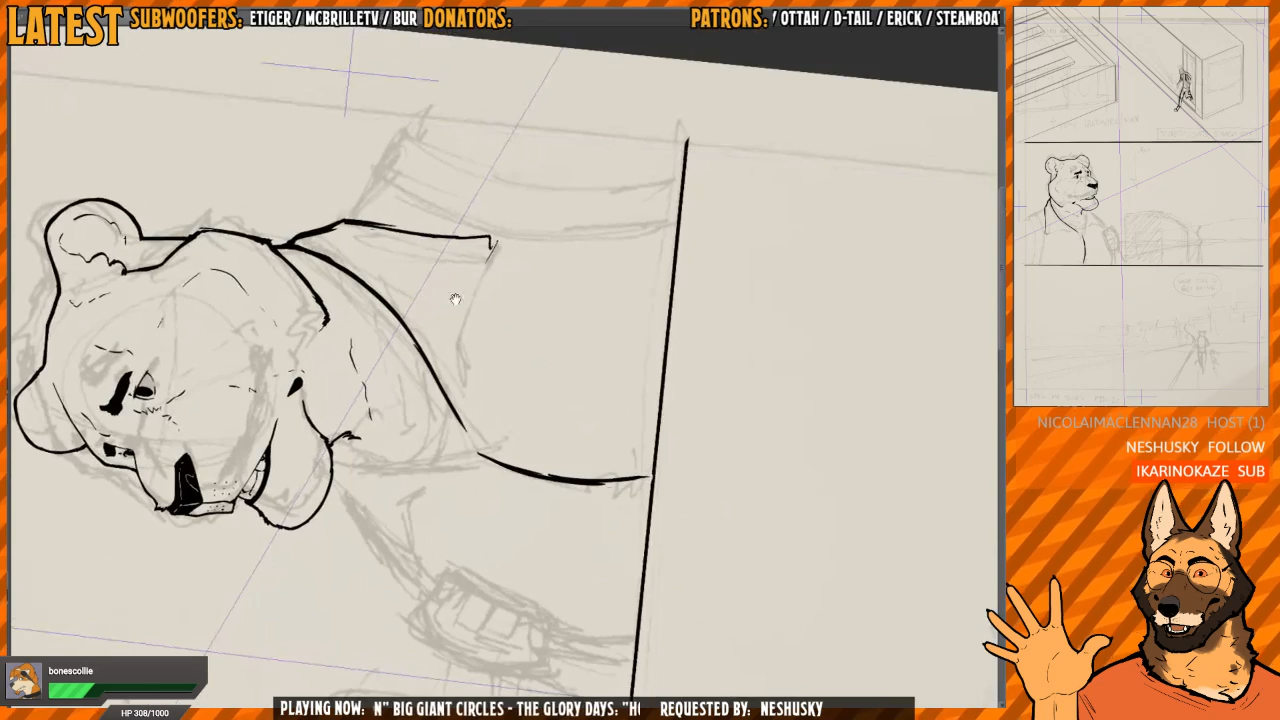 LATEST
SUBWOOFERS: ETIGER / MCBRILLETV / BUR
DONATORS:
PATRONS: / OTTAH / D-TAIL / ERICK / STEAMBOA
NICOLAIMACLENNAN28 HOST (1)
NESHUSKY FOLLOW
IKARINOKAZE SUB
bonescollie
HP 308/1000
PLAYING NOW: N" BIG GIANT CIRCLES - THE GLORY DAYS: "H
REQUESTED BY: NESHUSKY